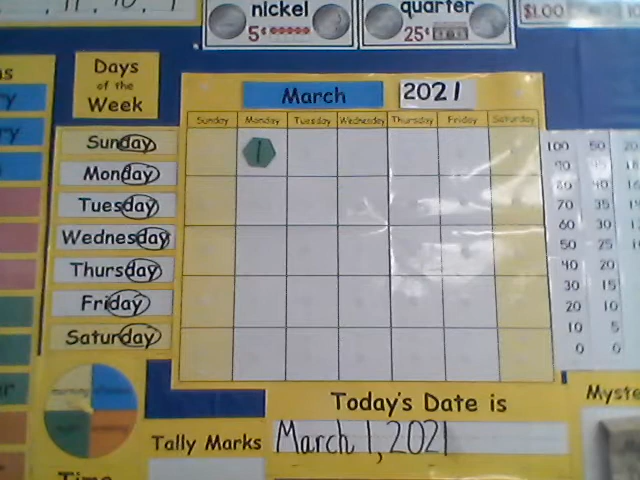 nickel
5¢
quarter
25¢
$1.00
Days
of the
Week
Sunday
Monday
Tuesday
Wednesday
Thursday
Friday
Saturday
March 2021
Sunday Monday Tuesday Wednesday Thursday Friday Saturday
1
100 50
90 45
80 40
70 35
60 30
50 25
40 20
30 15
20 10
10 5
0 0
Today's Date is
Tally Marks
March 1, 2021
Time